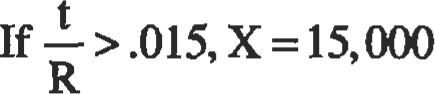 If t/R > .015, X = 15,000